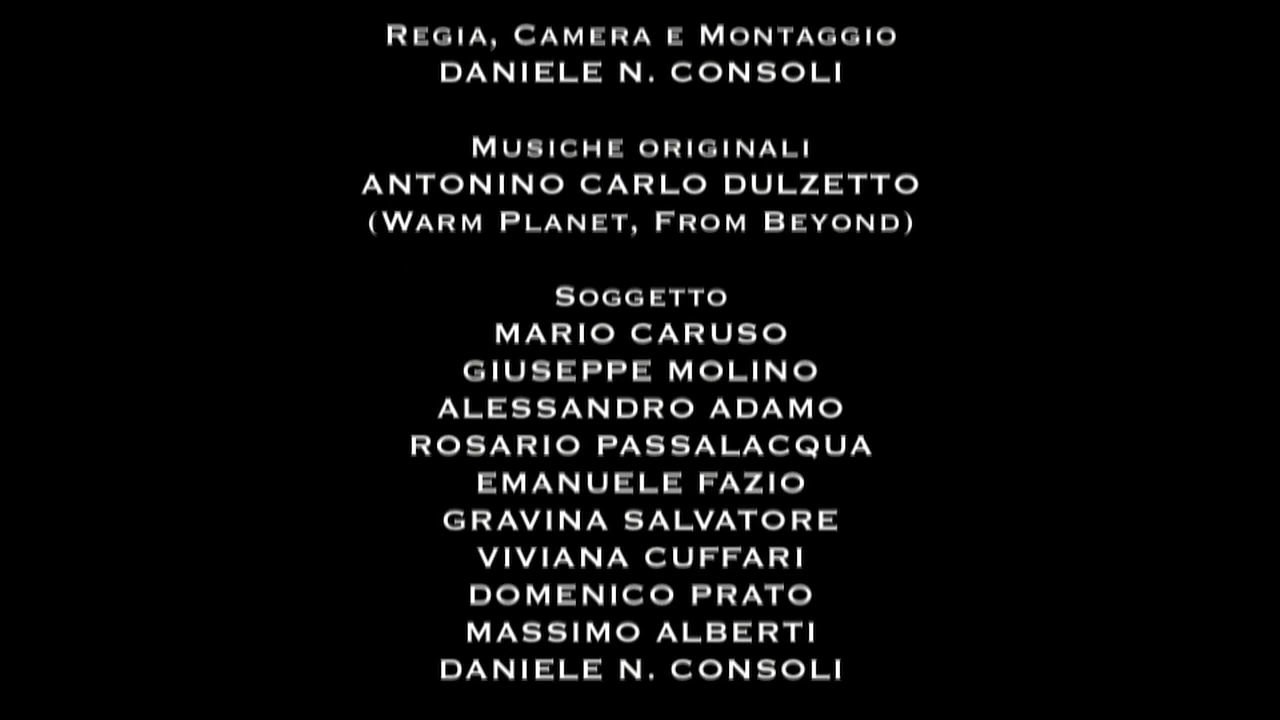 Regia, Camera e Montaggio
DANIELE N. CONSOLI
Musiche originali
ANTONINO CARLO DULZETTO
(Warm Planet, From Beyond)
Soggetto
MARIO CARUSO
GIUSEPPE MOLINO
ALESSANDRO ADAMO
ROSARIO PASSALACQUA
EMANUELE FAZIO
GRAVINA SALVATORE
VIVIANA CUFFARI
DOMENICO PRATO
MASSIMO ALBERTI
DANIELE N. CONSOLI